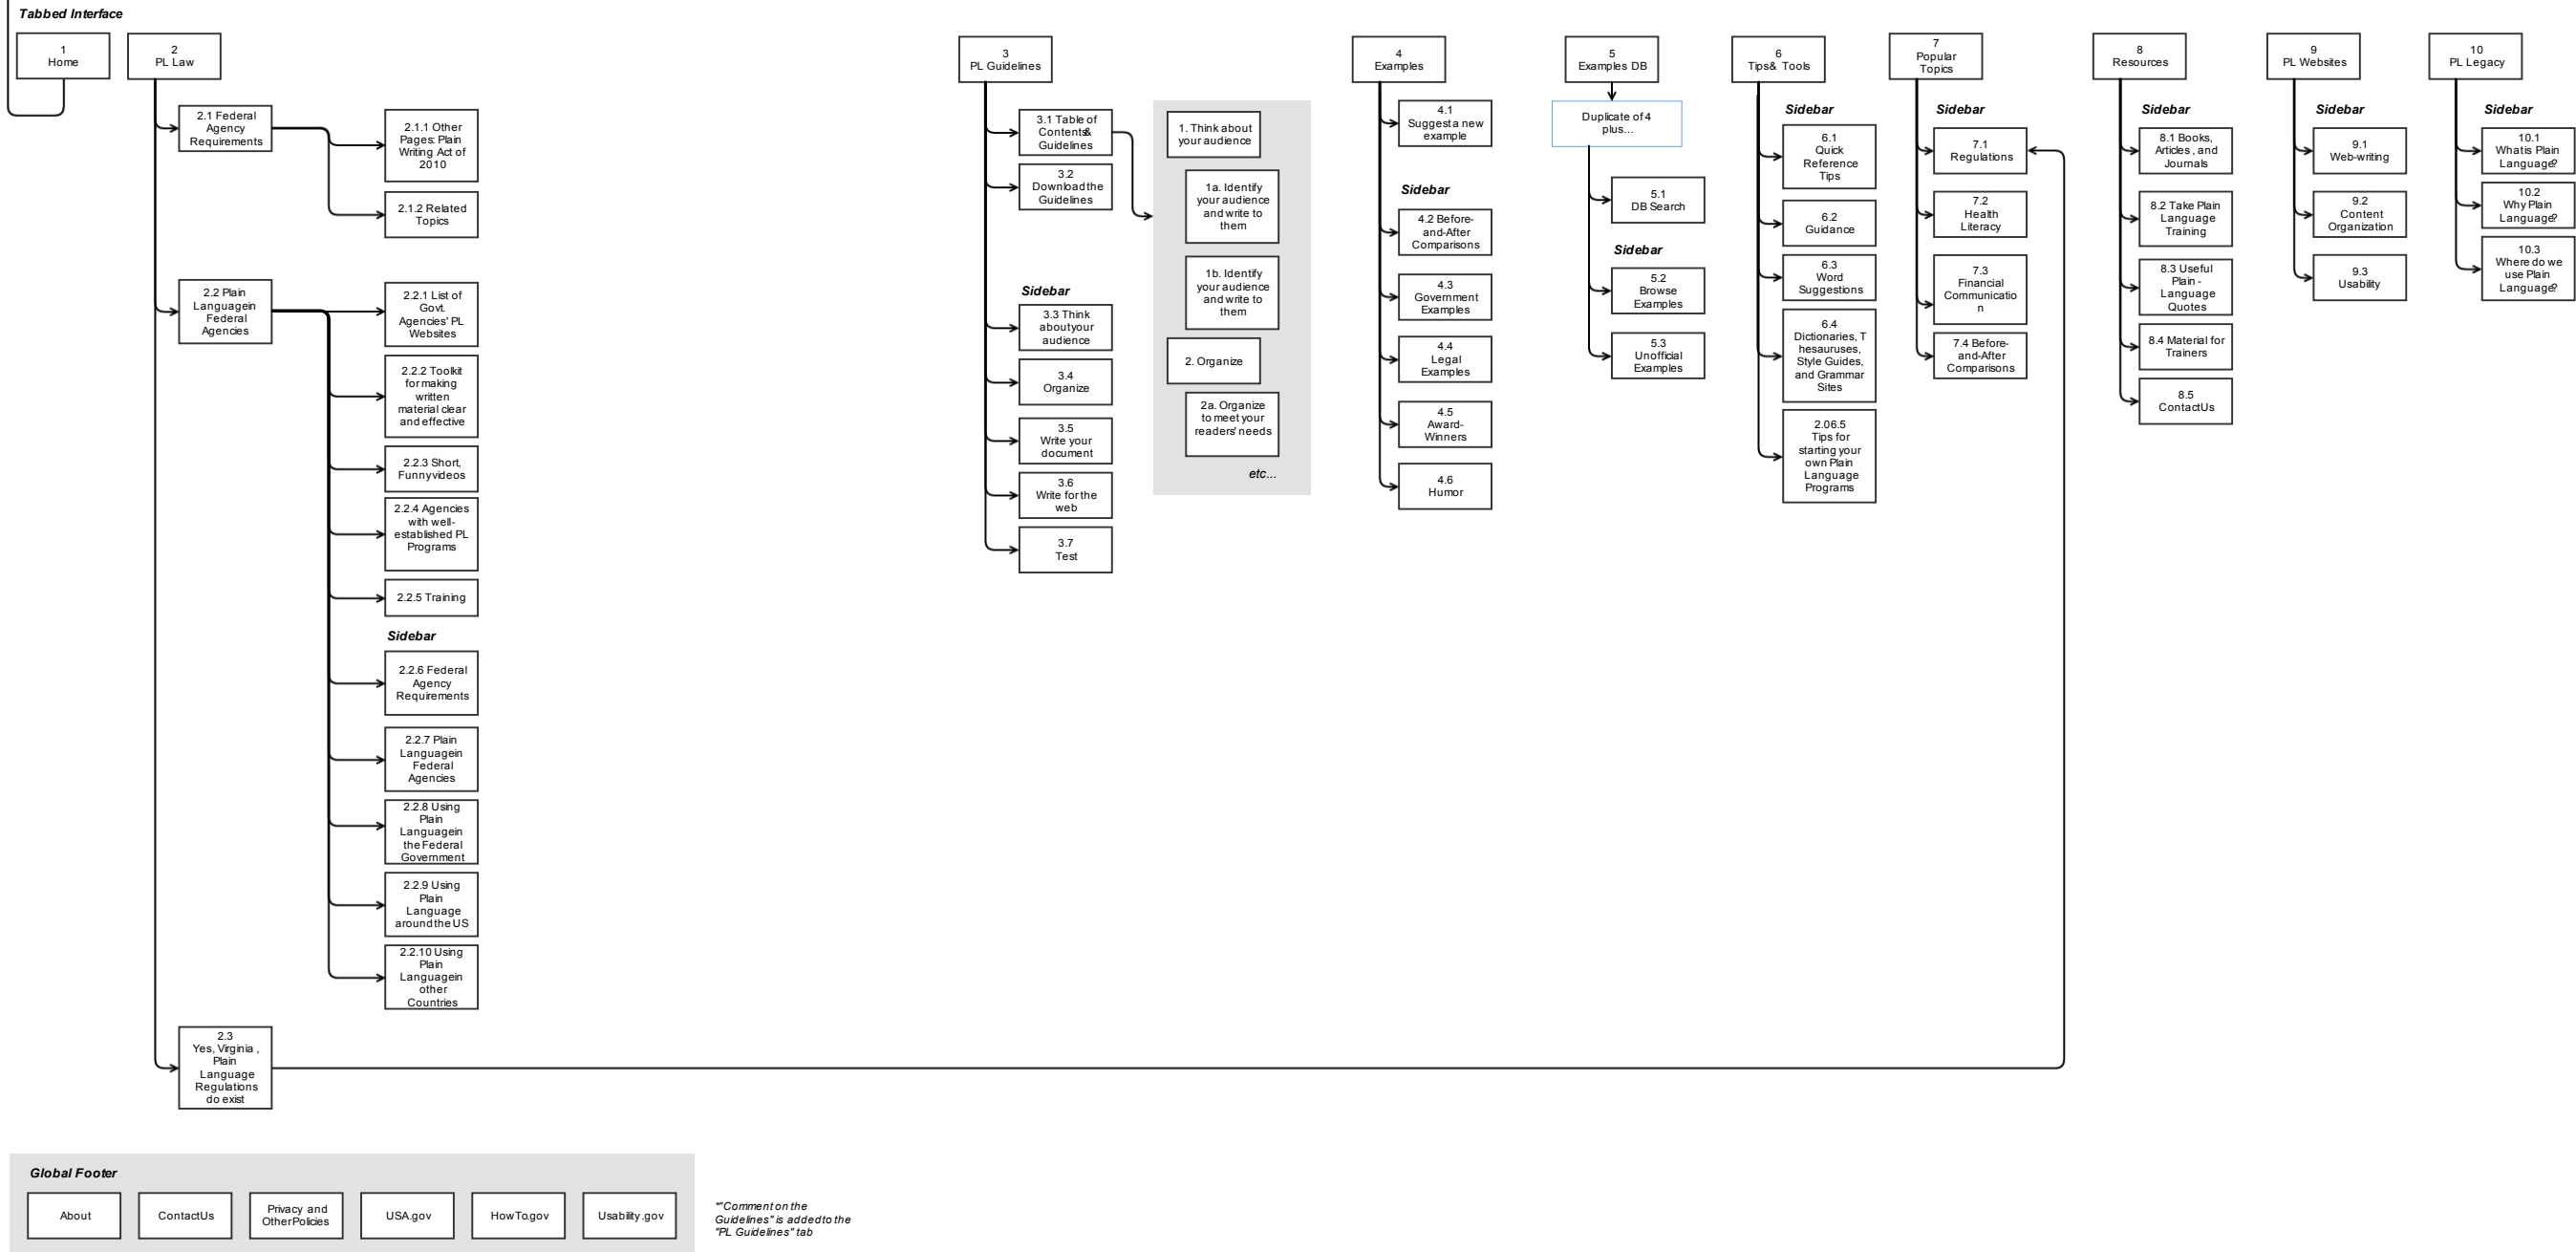 Tabbed Interface
1
Home
2
PL Law
2.1 Federal
Agency
Requirements
2.1.1 Other
Pages: Plain
Writing Act of
2010
2.1.2 Related
Topics
2.2 Plain
Languagein
Federal
Agencies
2.2.1 List of
Govt.
Agencies' PL
Websites
2.2.2 Toolkit
for making
written
material clear
and effective
2.2.3 Short,
Funnyvideos
2.2.4 Agencies
with well-
established PL
Programs
2.2.5 Training
Sidebar
2.2.6 Federal
Agency
Requirements
2.2.7 Plain
Languagein
Federal
Agencies
2.2.8 Using
Plain
Languagein
the Federal
Government
2.2.9 Using
Plain
Language
around the US
2.2.10 Using
Plain
Languagein
other
Countries
2.3
Yes, Virginia ,
Plain
Language
Regulations
do exist
3
PL Guidelines
3.1 Table of
Contents&
Guidelines
3.2
Download the
Guidelines
Sidebar
3.3 Think
about your
audience
3.4
Organize
3.5
Write your
document
3.6
Write for the
web
3.7
Test
1. Think about
your audience
1a. Identify
your audience
and write to
them
1b. Identify
your audience
and write to
them
2. Organize
2a. Organize
to meet your
readers' needs
etc...
4
Examples
4.1
Suggest a new
example
Sidebar
4.2 Before-
and-After
Comparisons
4.3
Government
Examples
4.4
Legal
Examples
4.5
Award-
Winners
4.6
Humor
5
Examples DB
Duplicate of 4
plus...
5.1
DB Search
Sidebar
5.2
Browse
Examples
5.3
Unofficial
Examples
6
Tips& Tools
Sidebar
6.1
Quick
Reference
Tips
6.2
Guidance
6.3
Word
Suggestions
6.4
Dictionaries, T
hesauruses,
Style Guides,
and Grammar
Sites
2.06.5
Tips for
starting your
own Plain
Language
Programs
7
Popular
Topics
Sidebar
7.1
Regulations
7.2
Health
Literacy
7.3
Financial
Communicatio
n
7.4 Before-
and-After
Comparisons
8
Resources
Sidebar
8.1 Books,
Articles , and
Journals
8.2 Take Plain
Language
Training
8.3 Useful
Plain -
Language
Quotes
8.4 Material for
Trainers
8.5
ContactUs
9
PL Websites
Sidebar
9.1
Web-writing
9.2
Content
Organization
9.3
Usability
10
PL Legacy
Sidebar
10.1
What is Plain
Language?
10.2
Why Plain
Language?
10.3
Where do we
use Plain
Language?
Global Footer
About
ContactUs
Privacy and
OtherPolicies
USA.gov
HowTo.gov
Usability.gov
*"Comment on the
Guidelines" is added to the
"PL Guidelines" tab